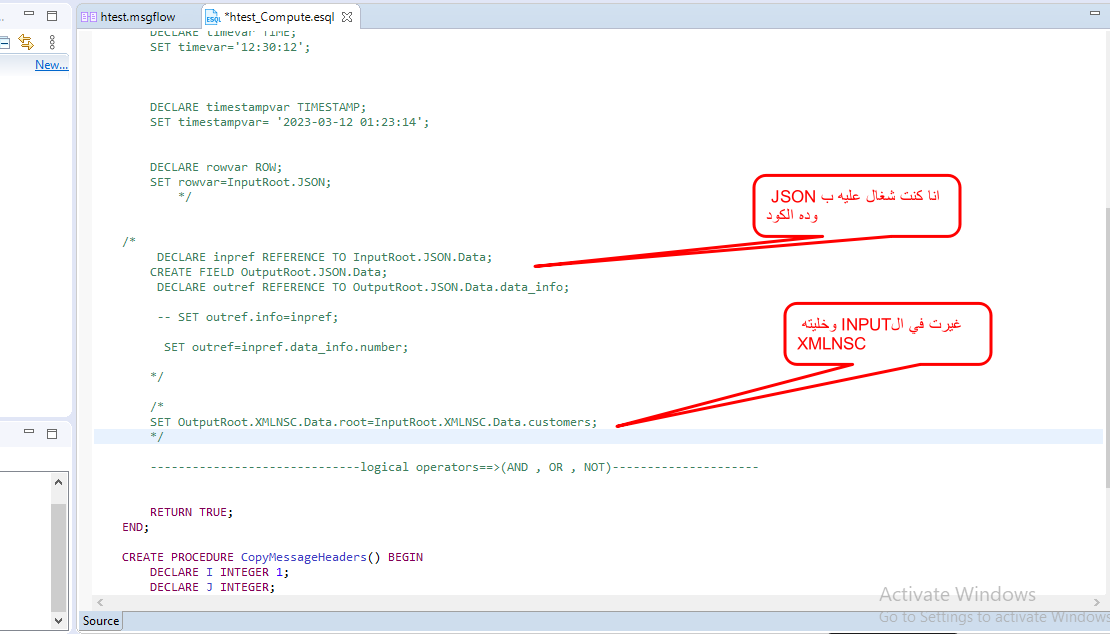 htest.msgflow
*htest_Compute.esql
New...
DECLARE timevar TIME;
SET timevar='12:30:12';
DECLARE timestampvar TIMESTAMP;
SET timestampvar= '2023-03-12 01:23:14';
DECLARE rowvar ROW;
SET rowvar=InputRoot.JSON;
*/
انا كنت شغال عليه ب JSON
وده الكود
/*
DECLARE inpref REFERENCE TO InputRoot.JSON.Data;
CREATE FIELD OutputRoot.JSON.Data;
DECLARE outref REFERENCE TO OutputRoot.JSON.Data.data_info;
-- SET outref.info=inpref;
غيرت في الINPUT وخليته
XMLNSC
SET outref=inpref.data_info.number;
*/
/*
SET OutputRoot.XMLNSC.Data.root=InputRoot.XMLNSC.Data.customers;
*/
------------------------------logical operators==>(AND , OR , NOT)---------------------
RETURN TRUE;
END;
CREATE PROCEDURE CopyMessageHeaders() BEGIN
DECLARE I INTEGER 1;
DECLARE J INTEGER;
Activate Windows
Go to Settings to activate Windows
Source